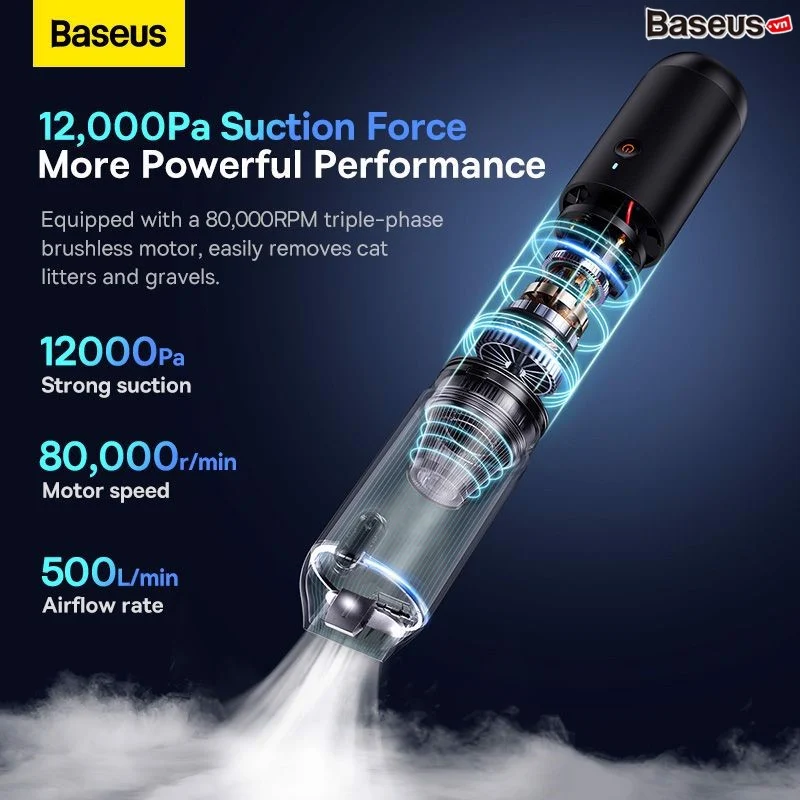 Baseus
Baseus.vn
12,000Pa Suction Force
More Powerful Performance
Equipped with a 80,000RPM triple-phase
brushless motor, easily removes cat
litters and gravels.
12000Pa
Strong suction
80,000r/min
Motor speed
500L/min
Airflow rate